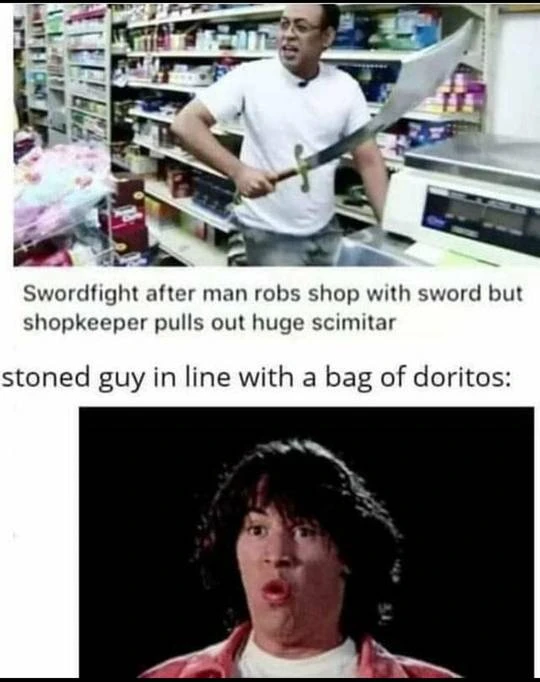 Swordfight after man robs shop with sword but
shopkeeper pulls out huge scimitar
stoned guy in line with a bag of doritos: